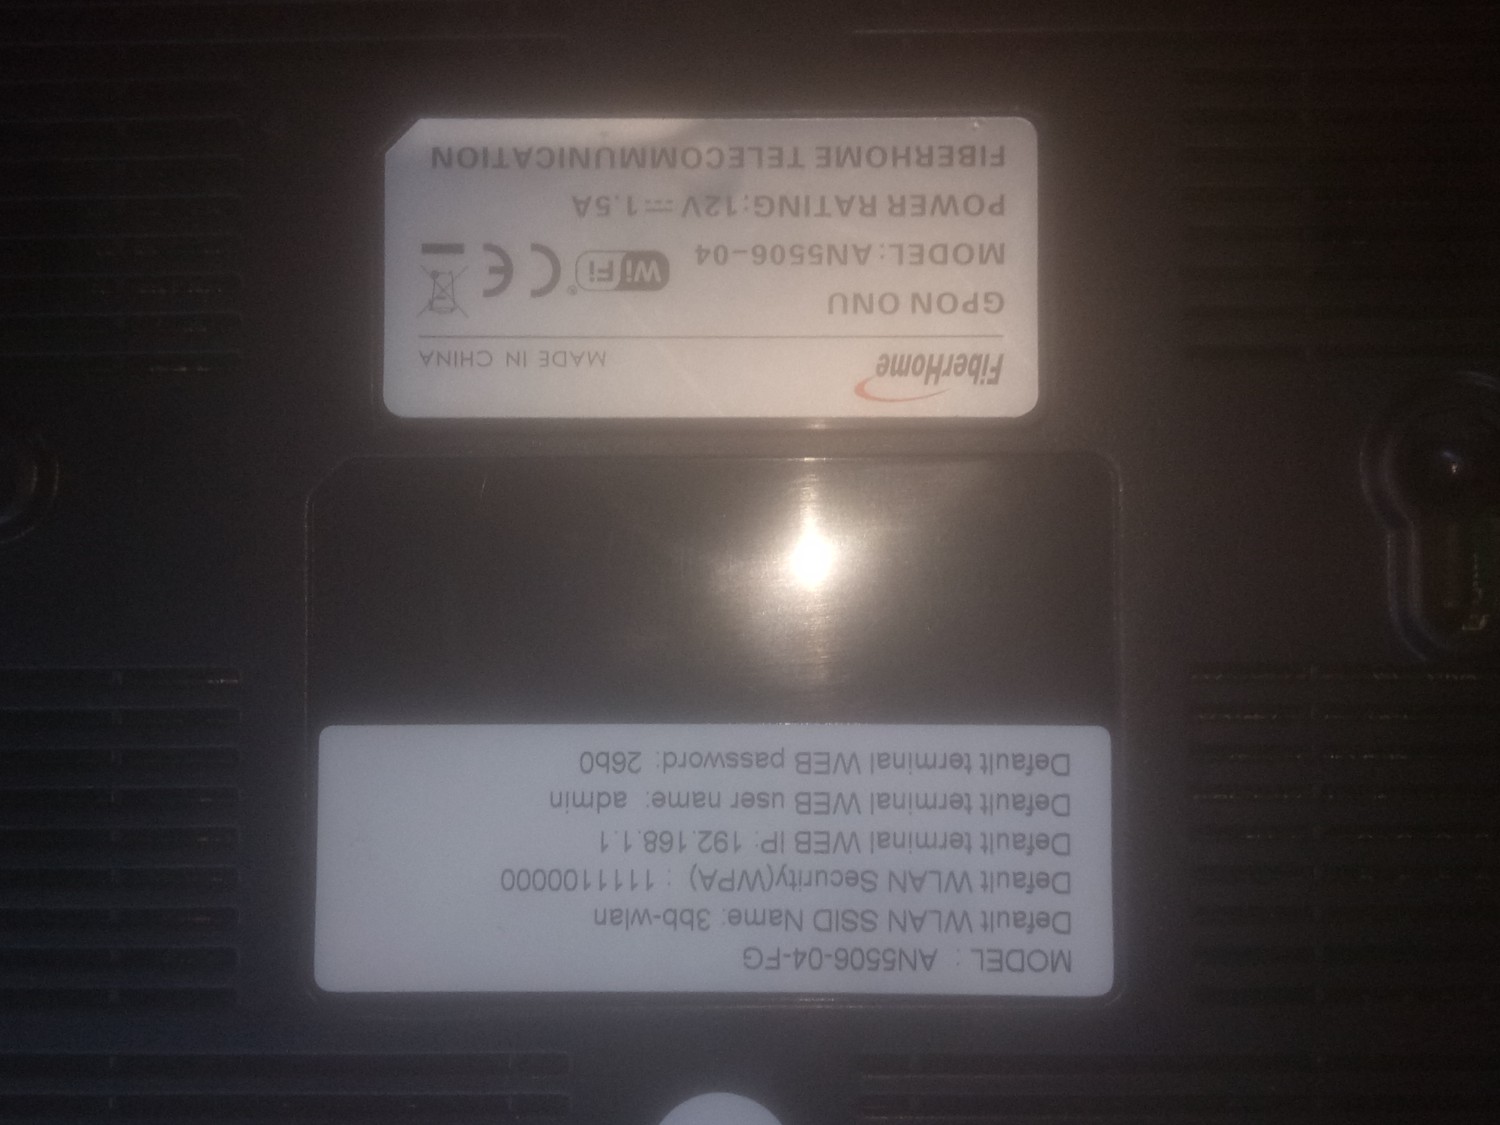 MODEL : AN5506-04-FG
Default WLAN SSID Name: 3bb-wlan
Default WLAN Security(WPA) : 1111100000
Default terminal WEB IP: 192.168.1.1
Default terminal WEB user name: admin
Default terminal WEB password: 26b0
FiberHome MADE IN CHINA
GPON ONU
MODEL:AN5506-04 WiFi CE
POWER RATING:12V⎓1.5A
FIBERHOME TELECOMMUNICATION